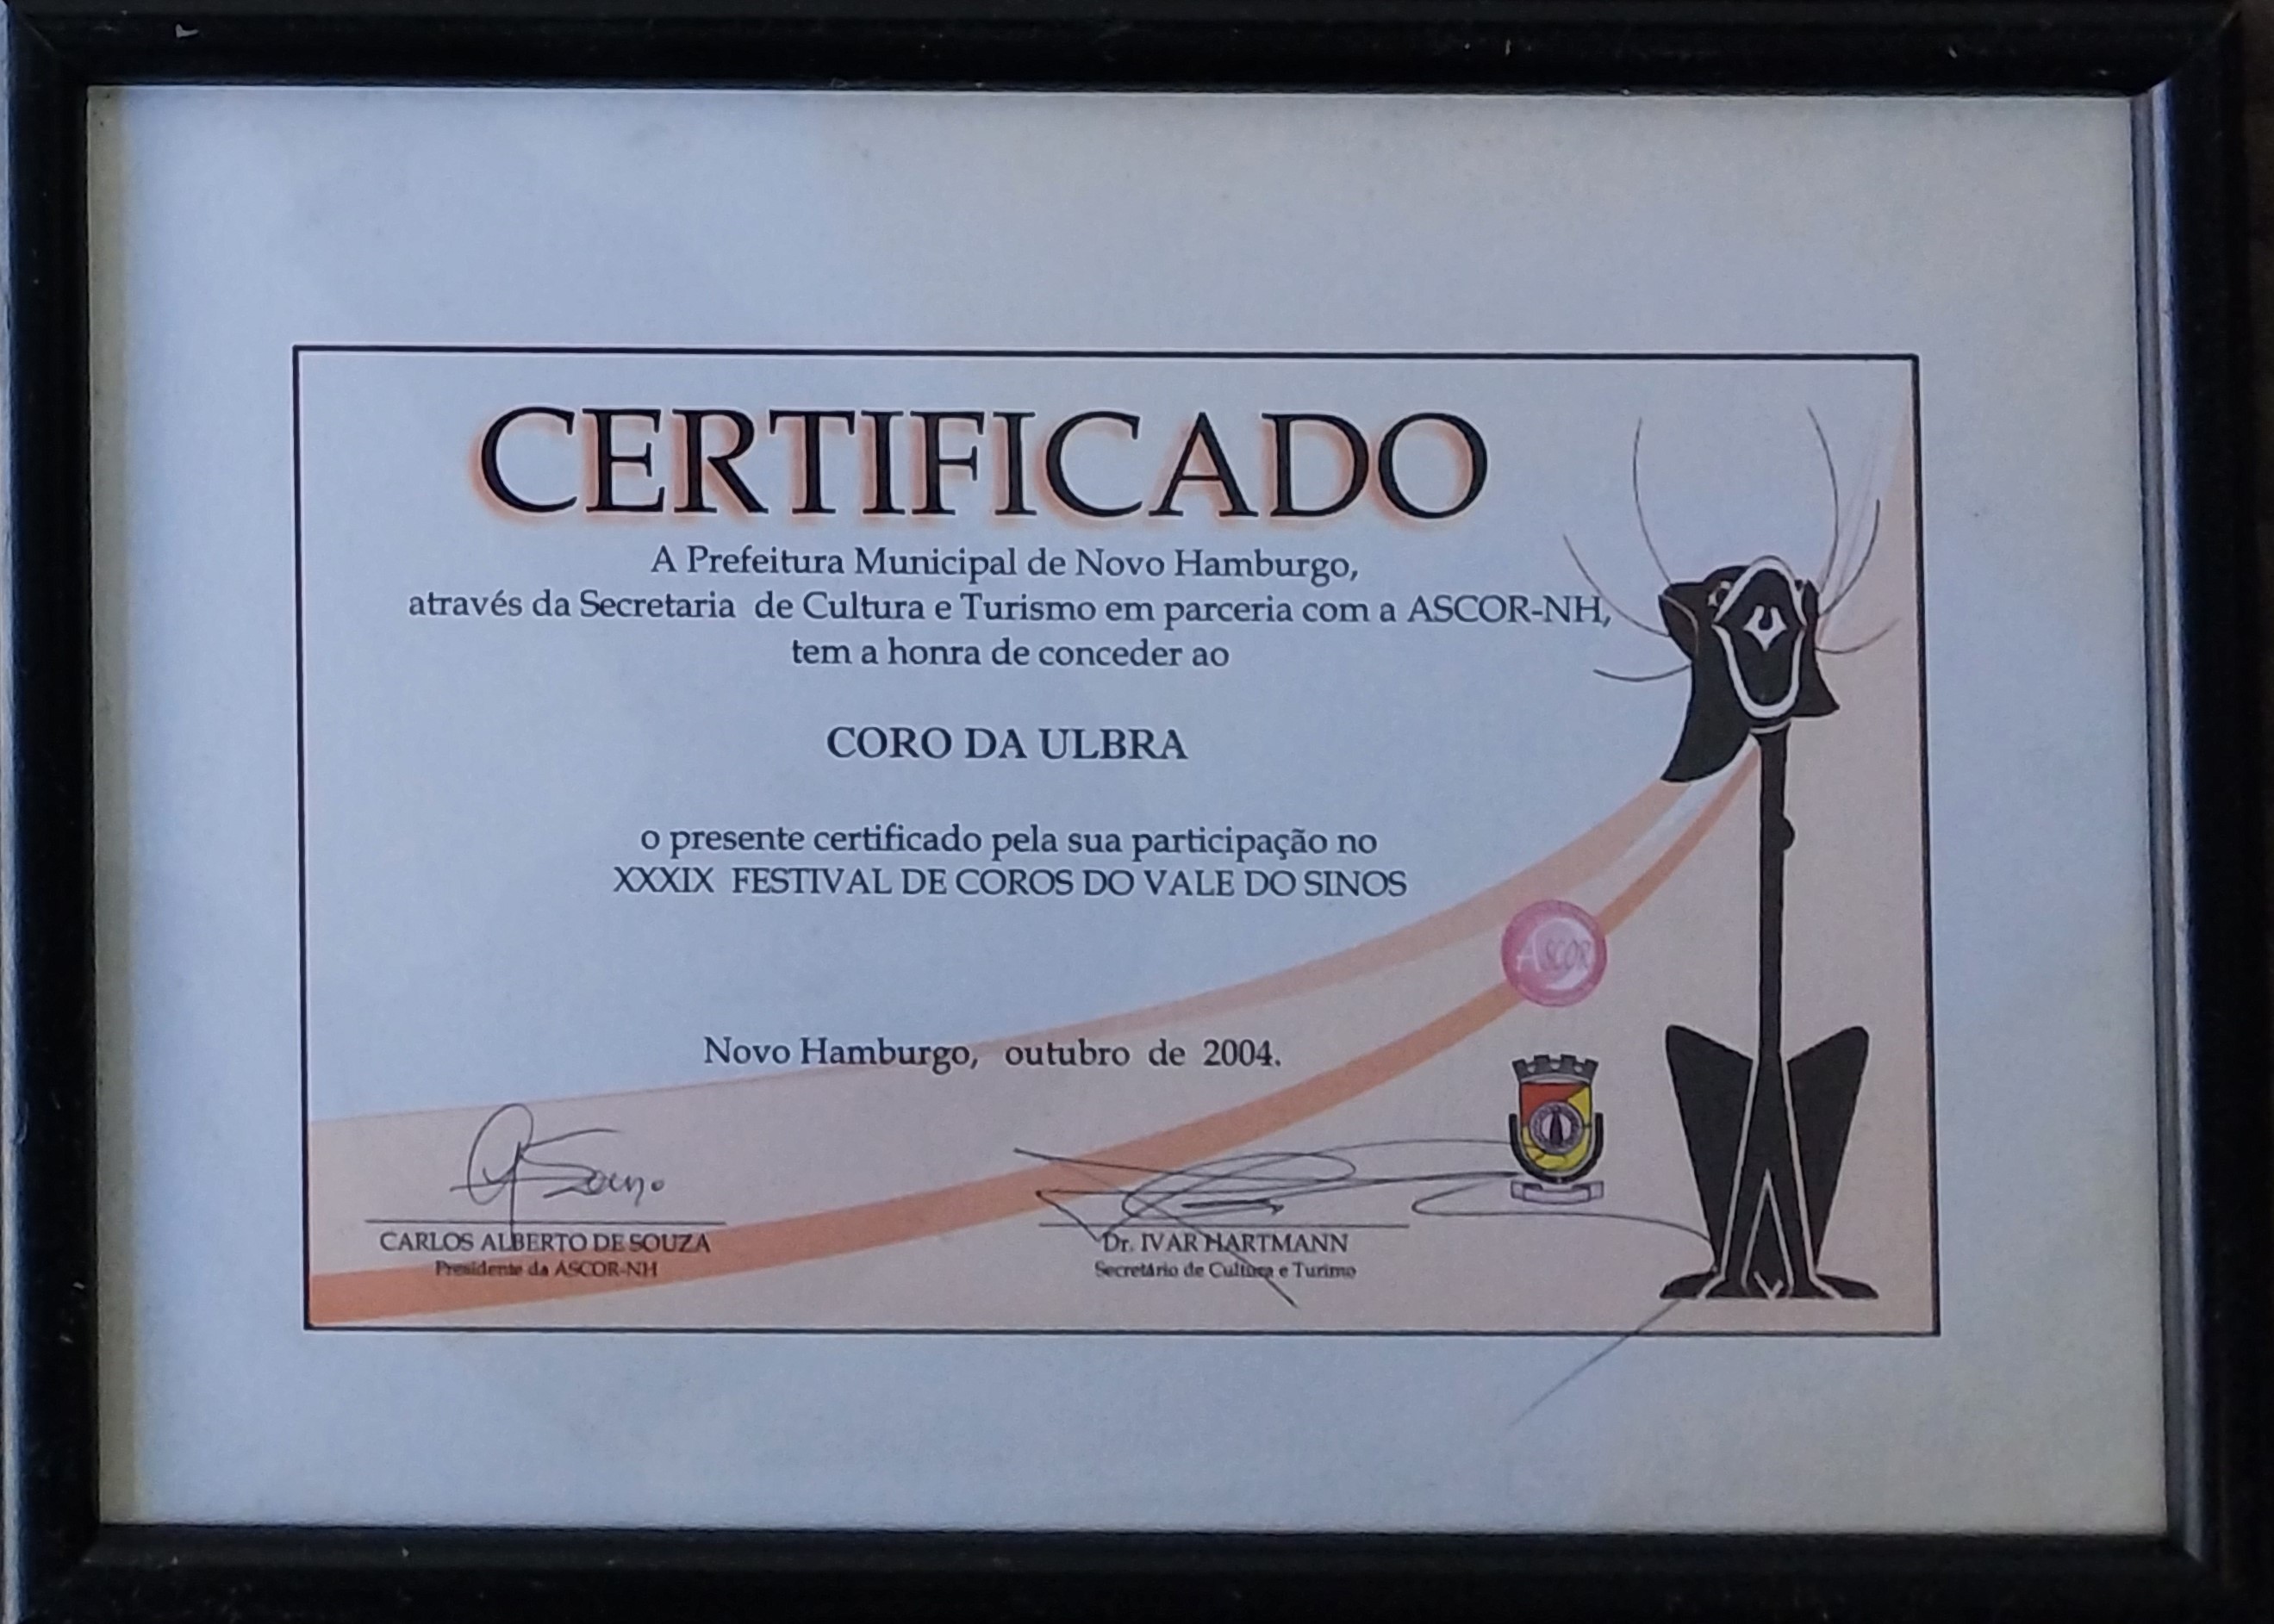 CERTIFICADO
A Prefeitura Municipal de Novo Hamburgo,
através da Secretaria de Cultura e Turismo em parceria com a ASCOR-NH,
tem a honra de conceder ao
CORO DA ULBRA
o presente certificado pela sua participação no
XXXIX FESTIVAL DE COROS DO VALE DO SINOS
ASCOR
Novo Hamburgo, outubro de 2004.
CARLOS ALBERTO DE SOUZA
Presidente da ASCOR-NH
Dr. IVAR HARTMANN
Secretário de Cultura e Turimo